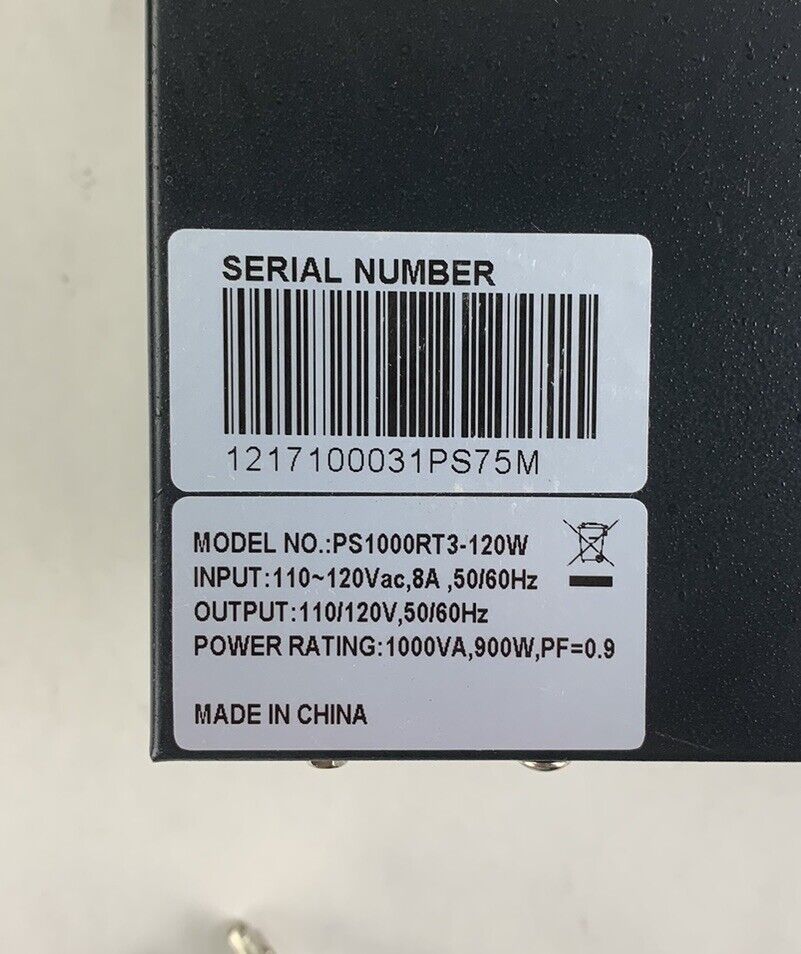 SERIAL NUMBER
1217100031PS75M
MODEL NO.:PS1000RT3-120W
INPUT:110~120Vac,8A ,50/60Hz
OUTPUT:110/120V,50/60Hz
POWER RATING:1000VA,900W,PF=0.9
MADE IN CHINA